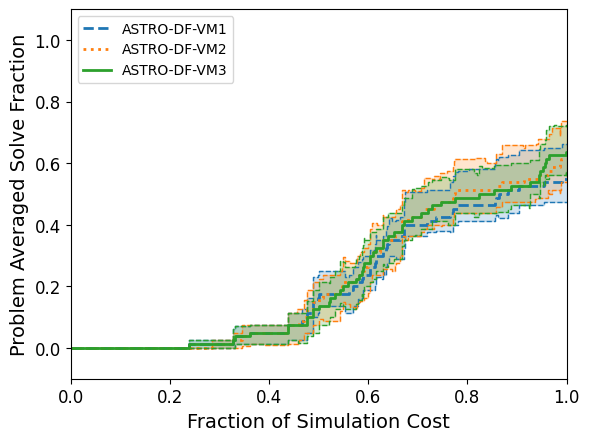 ASTRO-DF-VM1
ASTRO-DF-VM2
ASTRO-DF-VM3
Problem Averaged Solve Fraction
1.0
0.8
0.6
0.4
0.2
0.0
0.0 0.2 0.4 0.6 0.8 1.0
Fraction of Simulation Cost